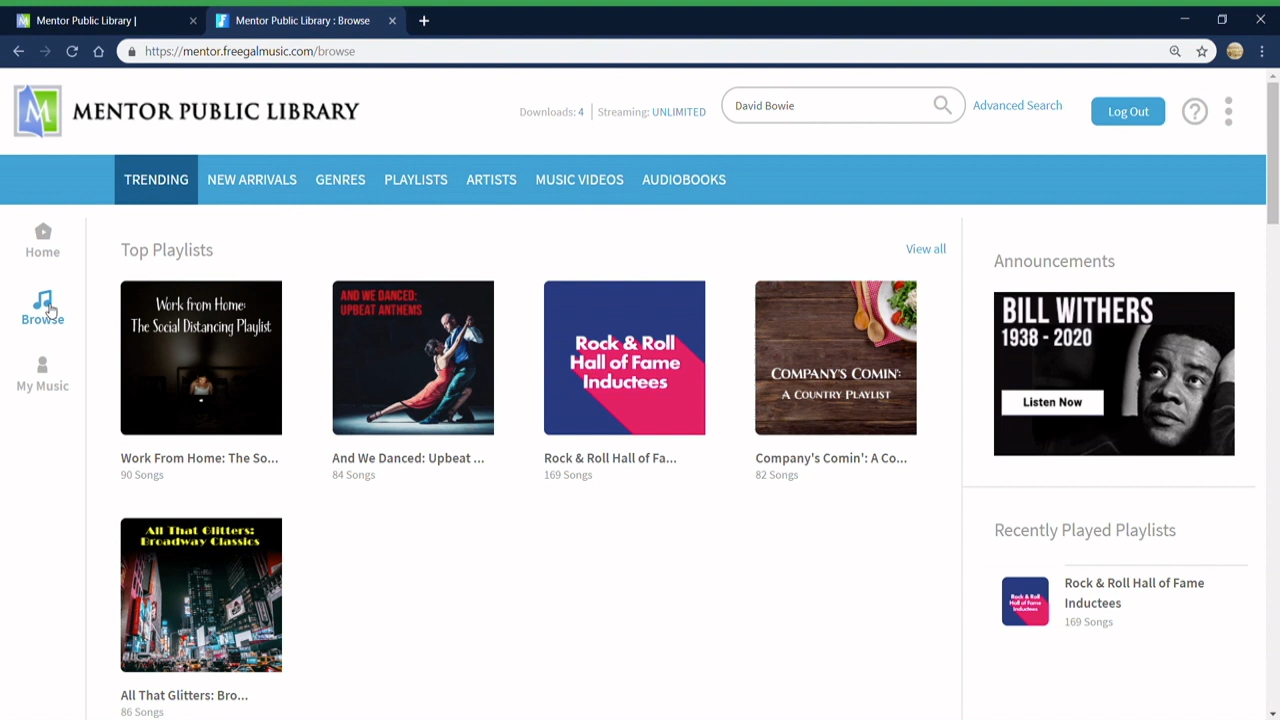 Mentor Public Library |
Mentor Public Library : Browse
https://mentor.freegalmusic.com/browse
M MENTOR PUBLIC LIBRARY
Downloads: 4
Streaming: UNLIMITED
David Bowie
Advanced Search
Log Out
?
TRENDING
NEW ARRIVALS
GENRES
PLAYLISTS
ARTISTS
MUSIC VIDEOS
AUDIOBOOKS
Home
Browse
My Music
Top Playlists
View all
Work from Home:
The Social Distancing Playlist
Work From Home: The So...
90 Songs
AND WE DANCED:
UPBEAT ANTHEMS
And We Danced: Upbeat ...
84 Songs
Rock & Roll
Hall of Fame
Inductees
Rock & Roll Hall of Fa...
169 Songs
COMPANY'S COMIN':
A COUNTRY PLAYLIST
Company's Comin': A Co...
82 Songs
All That Glitters:
Broadway Classics
All That Glitters: Bro...
86 Songs
Announcements
BILL WITHERS
1938 - 2020
Listen Now
Recently Played Playlists
Rock & Roll
Hall of Fame
Inductees
Rock & Roll Hall of Fame
Inductees
169 Songs